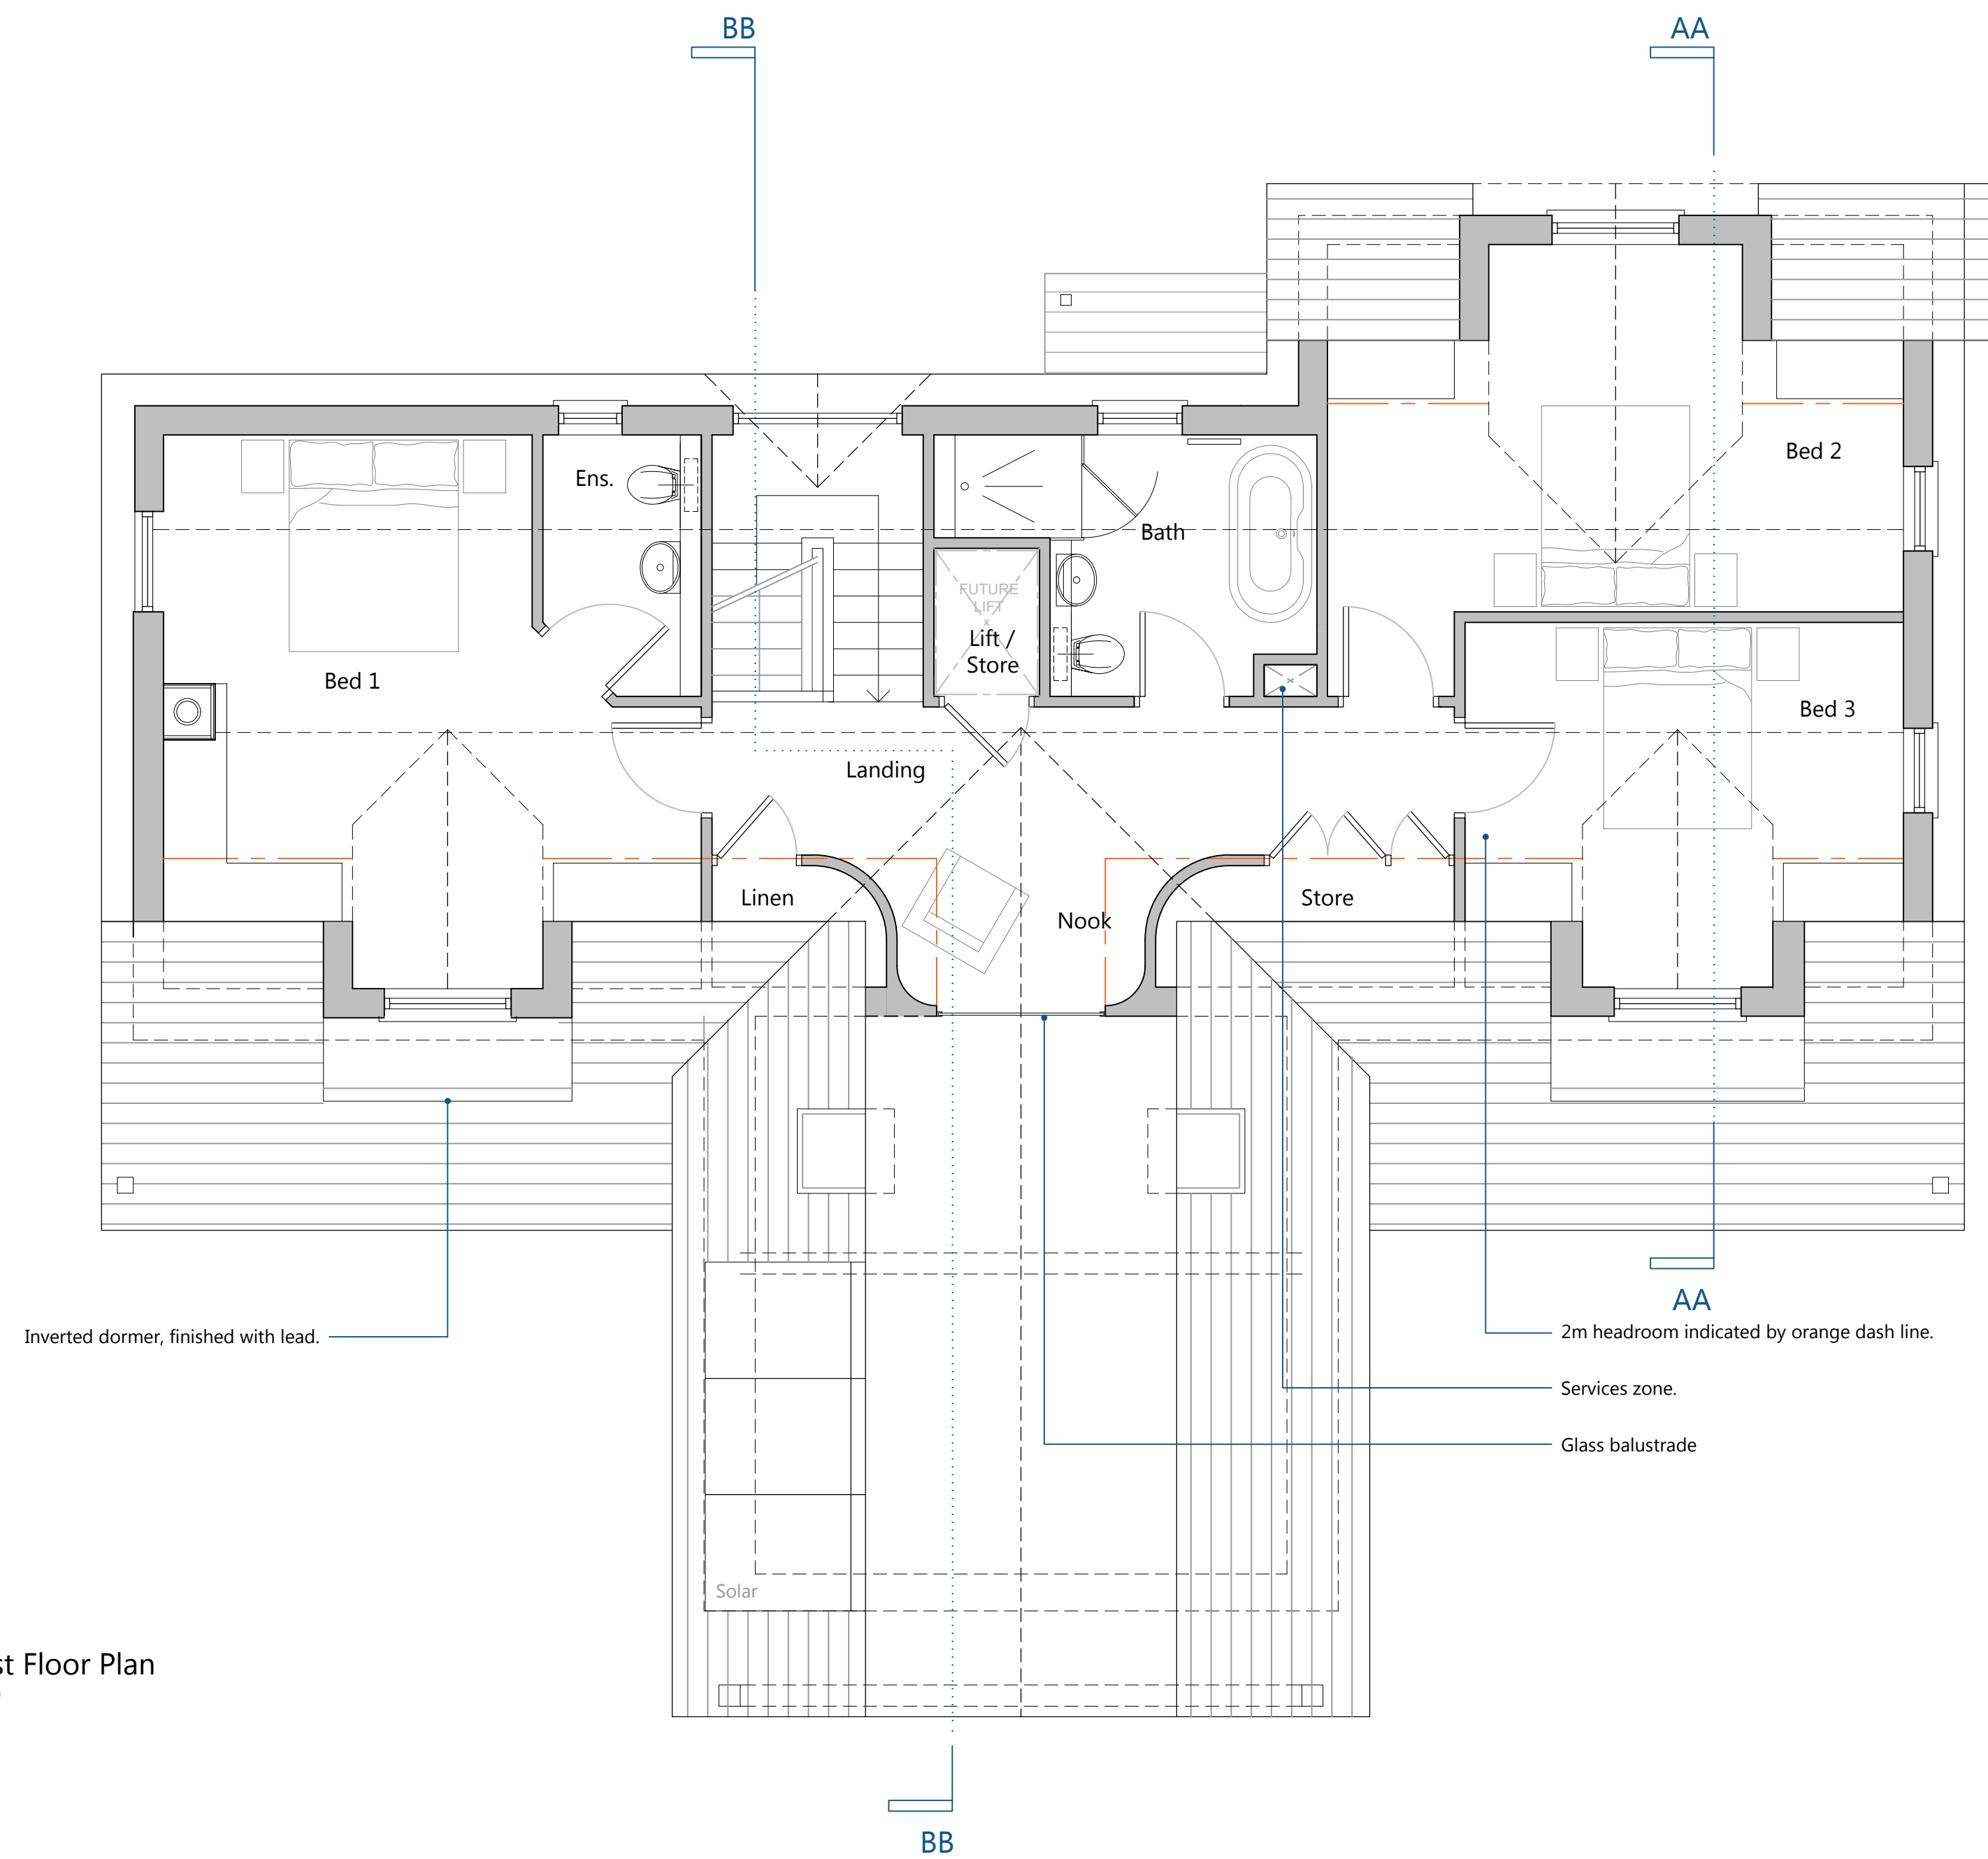 BB
AA
Ens.
Bed 2
Bath
FUTURE
LIFT
x
Lift /
Store
Bed 1
Bed 3
Landing
Linen
Nook
Store
AA
Inverted dormer, finished with lead.
2m headroom indicated by orange dash line.
Services zone.
Glass balustrade
Solar
st Floor Plan
BB